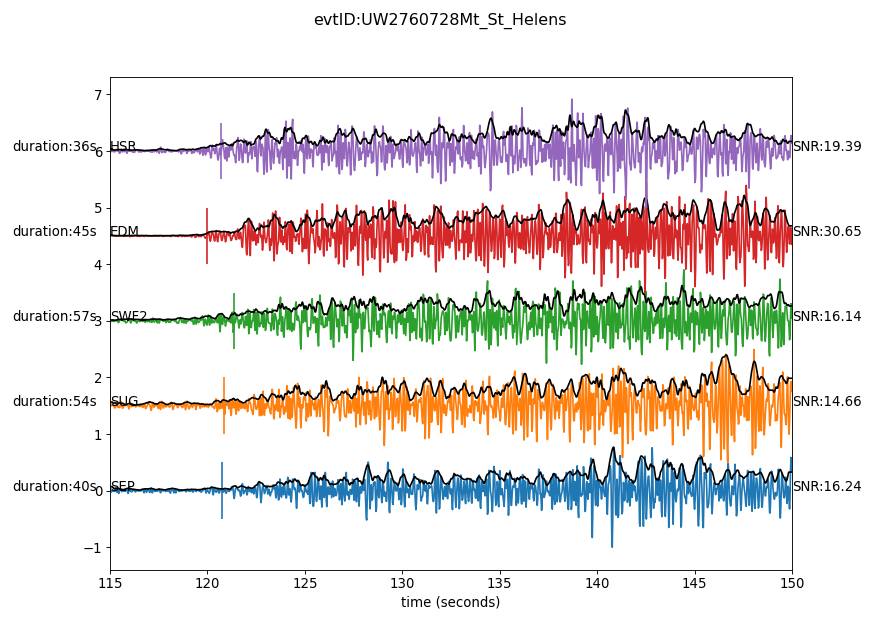 evtID:UW2760728Mt_St_Helens
7
duration:36s HSR SNR:19.39
6
5
duration:45s EDM SNR:30.65
4
duration:57s SWF2 SNR:16.14
3
2
duration:54s SUG SNR:14.66
1
duration:40s SEP SNR:16.24
0
−1
115 120 125 130 135 140 145 150
time (seconds)